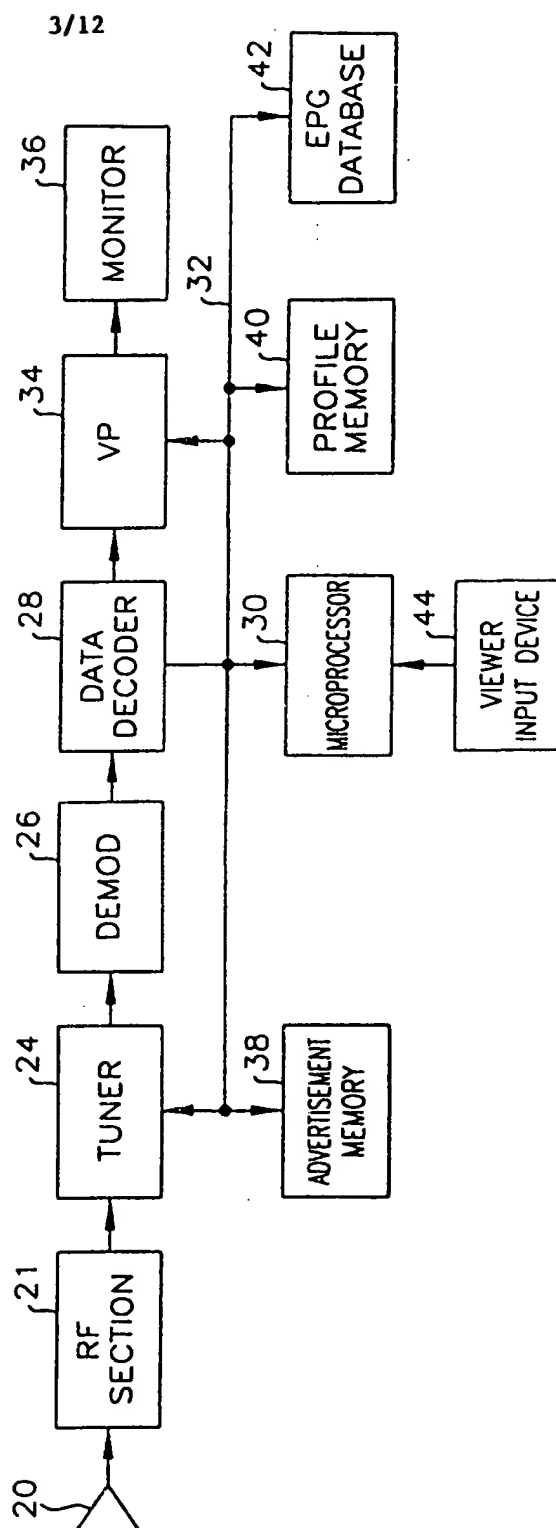 3/12
20
21
RF
SECTION
24
TUNER
26
DEMOD
28
DATA
DECODER
34
VP
36
MONITOR
32
38
ADVERTISEMENT
MEMORY
30
MICROPROCESSOR
40
PROFILE
MEMORY
42
EPG
DATABASE
44
VIEWER
INPUT DEVICE